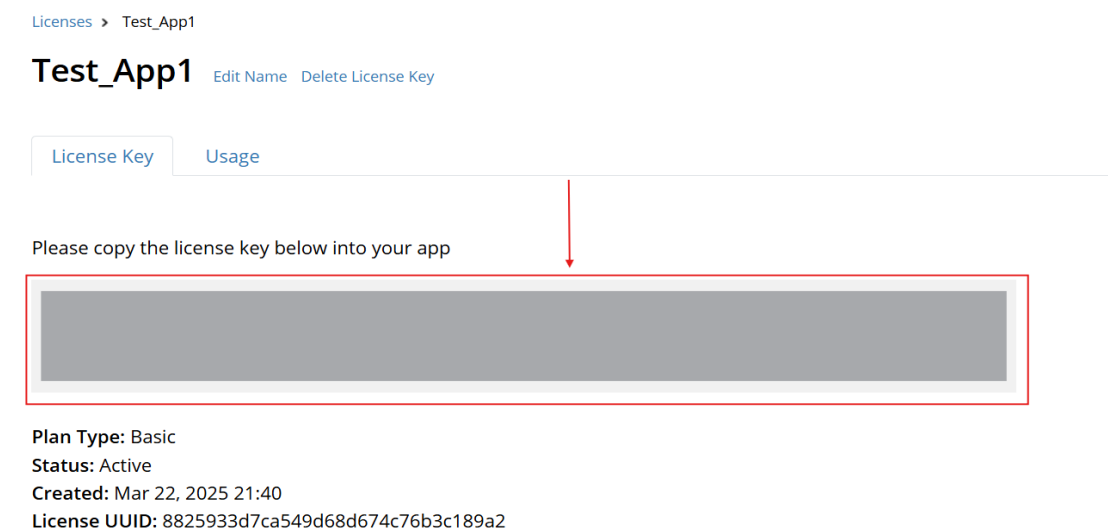 Licenses > Test_App1
Test_App1 Edit Name Delete License Key
License Key Usage
Please copy the license key below into your app
Plan Type: Basic
Status: Active
Created: Mar 22, 2025 21:40
License UUID: 8825933d7ca549d68d674c76b3c189a2